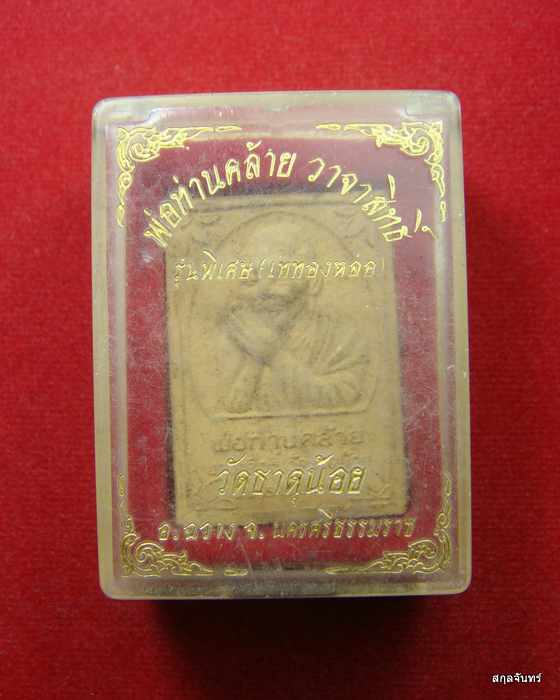 พ่อท่านคล้าย วาจาสิทธิ์
รุ่นพิเศษ (เททองหล่อ)
พ่อท่านคล้าย
วัดธาตุน้อย
อ.ฉวาง จ. นครศรีธรรมราช
สกุลจันทร์